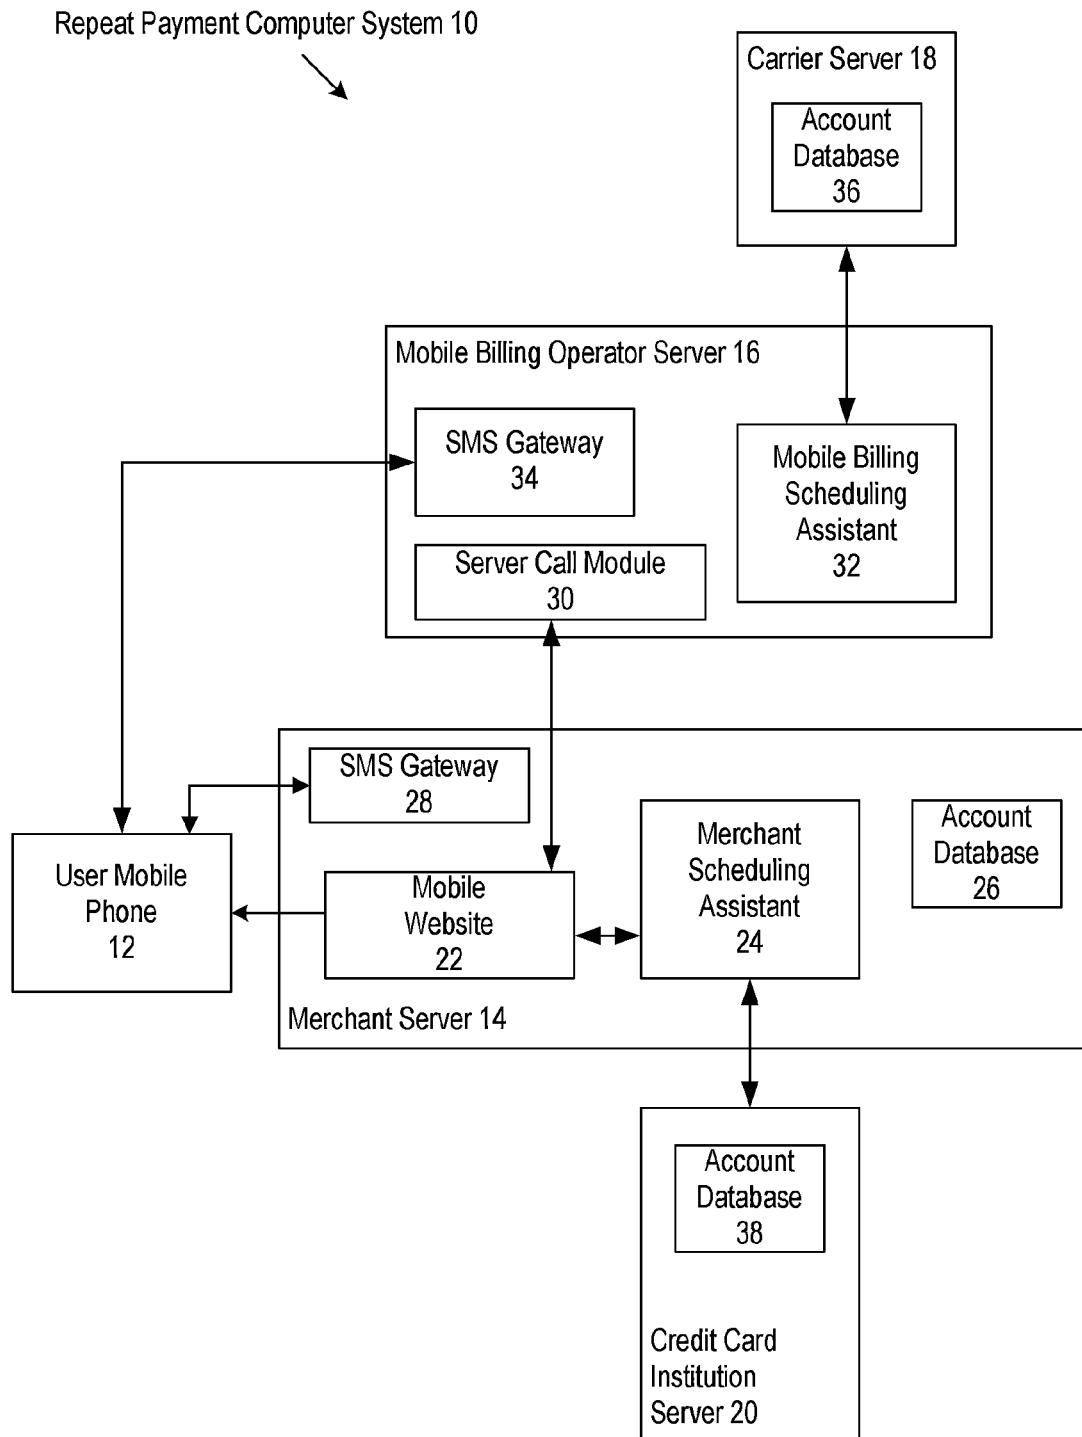 Repeat Payment Computer System 10
Carrier Server 18
Account
Database
36
Mobile Billing Operator Server 16
SMS Gateway
34
Mobile Billing
Scheduling
Assistant
32
Server Call Module
30
SMS Gateway
28
Merchant
Scheduling
Assistant
24
Account
Database
26
User Mobile
Phone
12
Mobile
Website
22
Merchant Server 14
Account
Database
38
Credit Card
Institution
Server 20